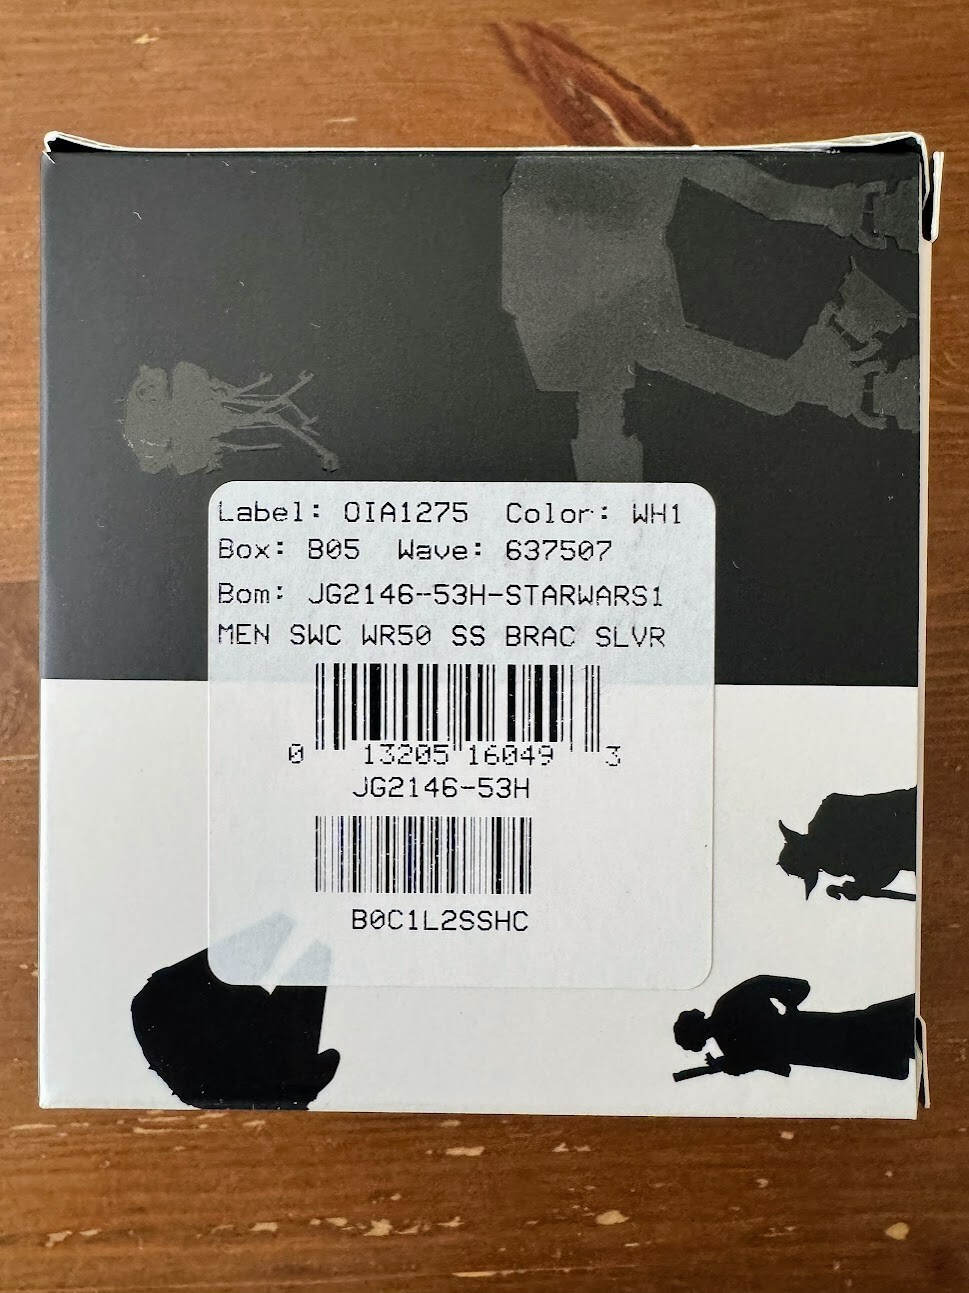 Label: OIA1275 Color: WH1
Box: B05 Wave: 637507
Bom: JG2146-53H-STARWARS1
MEN SWC WR50 SS BRAC SLVR
0 13205 16049 3
JG2146-53H
B0C1L2SSHC